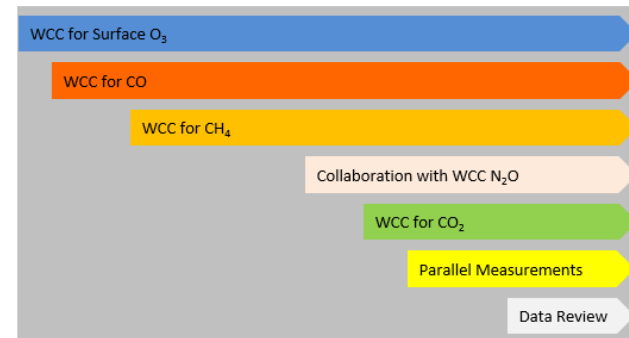 WCC for Surface O₃
WCC for CO
WCC for CH₄
Collaboration with WCC N₂O
WCC for CO₂
Parallel Measurements
Data Review